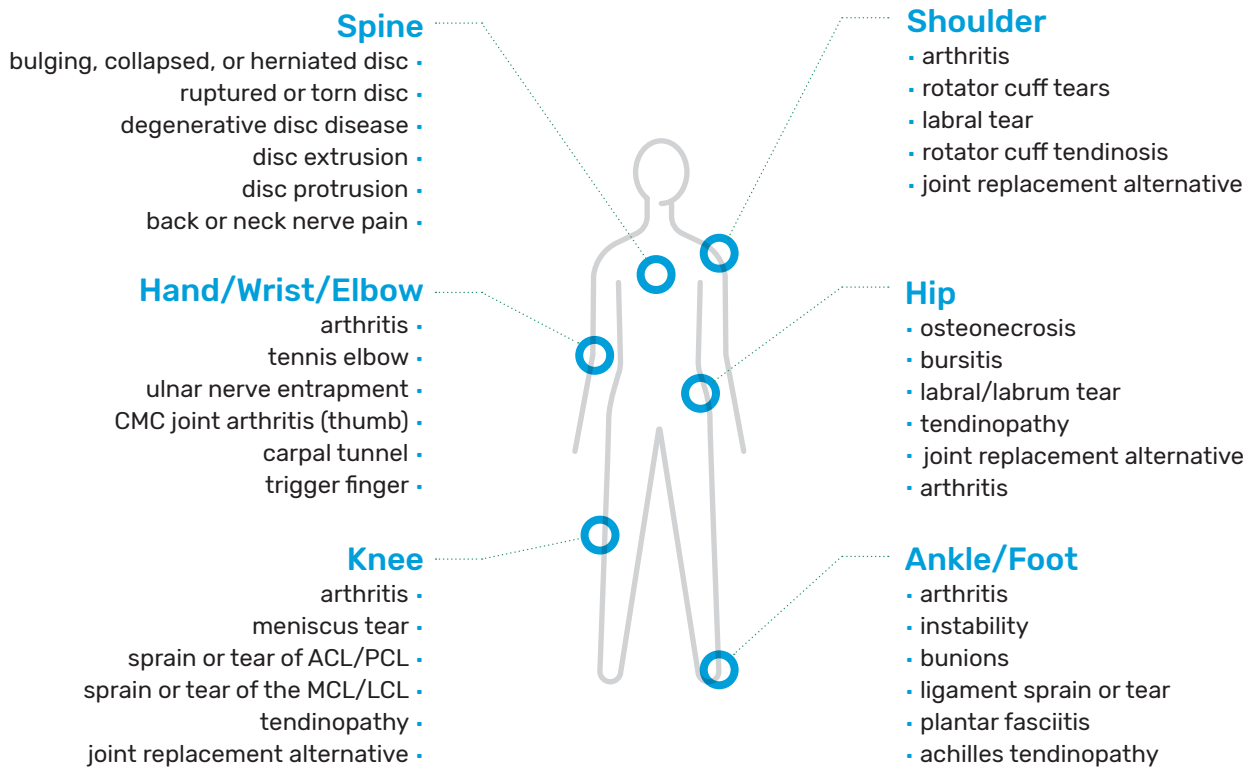 Spine
bulging, collapsed, or herniated disc
ruptured or torn disc
degenerative disc disease
disc extrusion
disc protrusion
back or neck nerve pain
Hand/Wrist/Elbow
arthritis
tennis elbow
ulnar nerve entrapment
CMC joint arthritis (thumb)
carpal tunnel
trigger finger
Knee
arthritis
meniscus tear
sprain or tear of ACL/PCL
sprain or tear of the MCL/LCL
tendinopathy
joint replacement alternative
Shoulder
arthritis
rotator cuff tears
labral tear
rotator cuff tendinosis
joint replacement alternative
Hip
osteonecrosis
bursitis
labral/labrum tear
tendinopathy
joint replacement alternative
arthritis
Ankle/Foot
arthritis
instability
bunions
ligament sprain or tear
plantar fasciitis
achilles tendinopathy